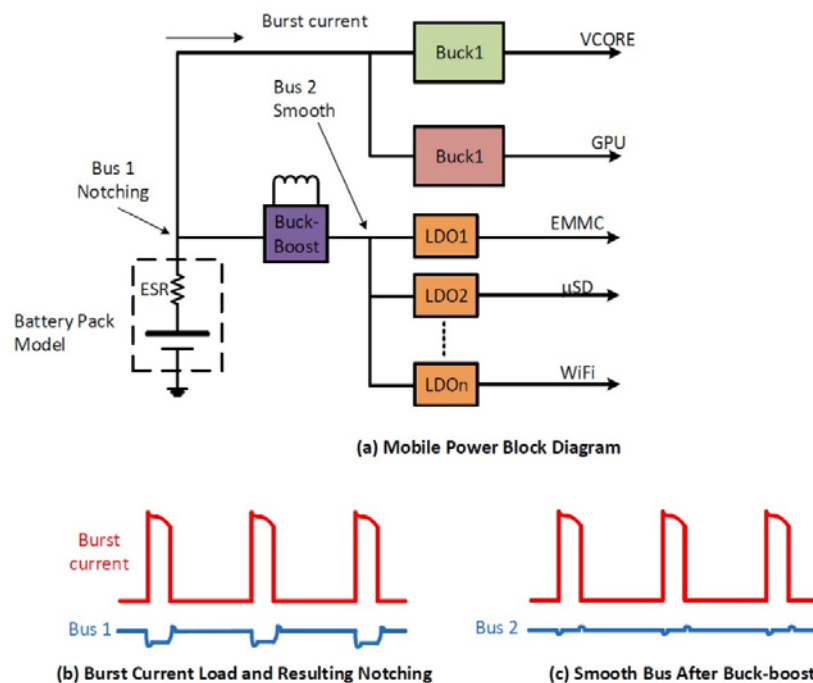 Burst current
VCORE
Buck1
Bus 2
Smooth
GPU
Buck1
Bus 1
Notching
Buck-
Boost
EMMC
LDO1
ESR
µSD
LDO2
Battery Pack
Model
WiFi
LDOn
(a) Mobile Power Block Diagram
Burst
current
Bus 1
(b) Burst Current Load and Resulting Notching
Burst
current
Bus 2
(c) Smooth Bus After Buck-boost